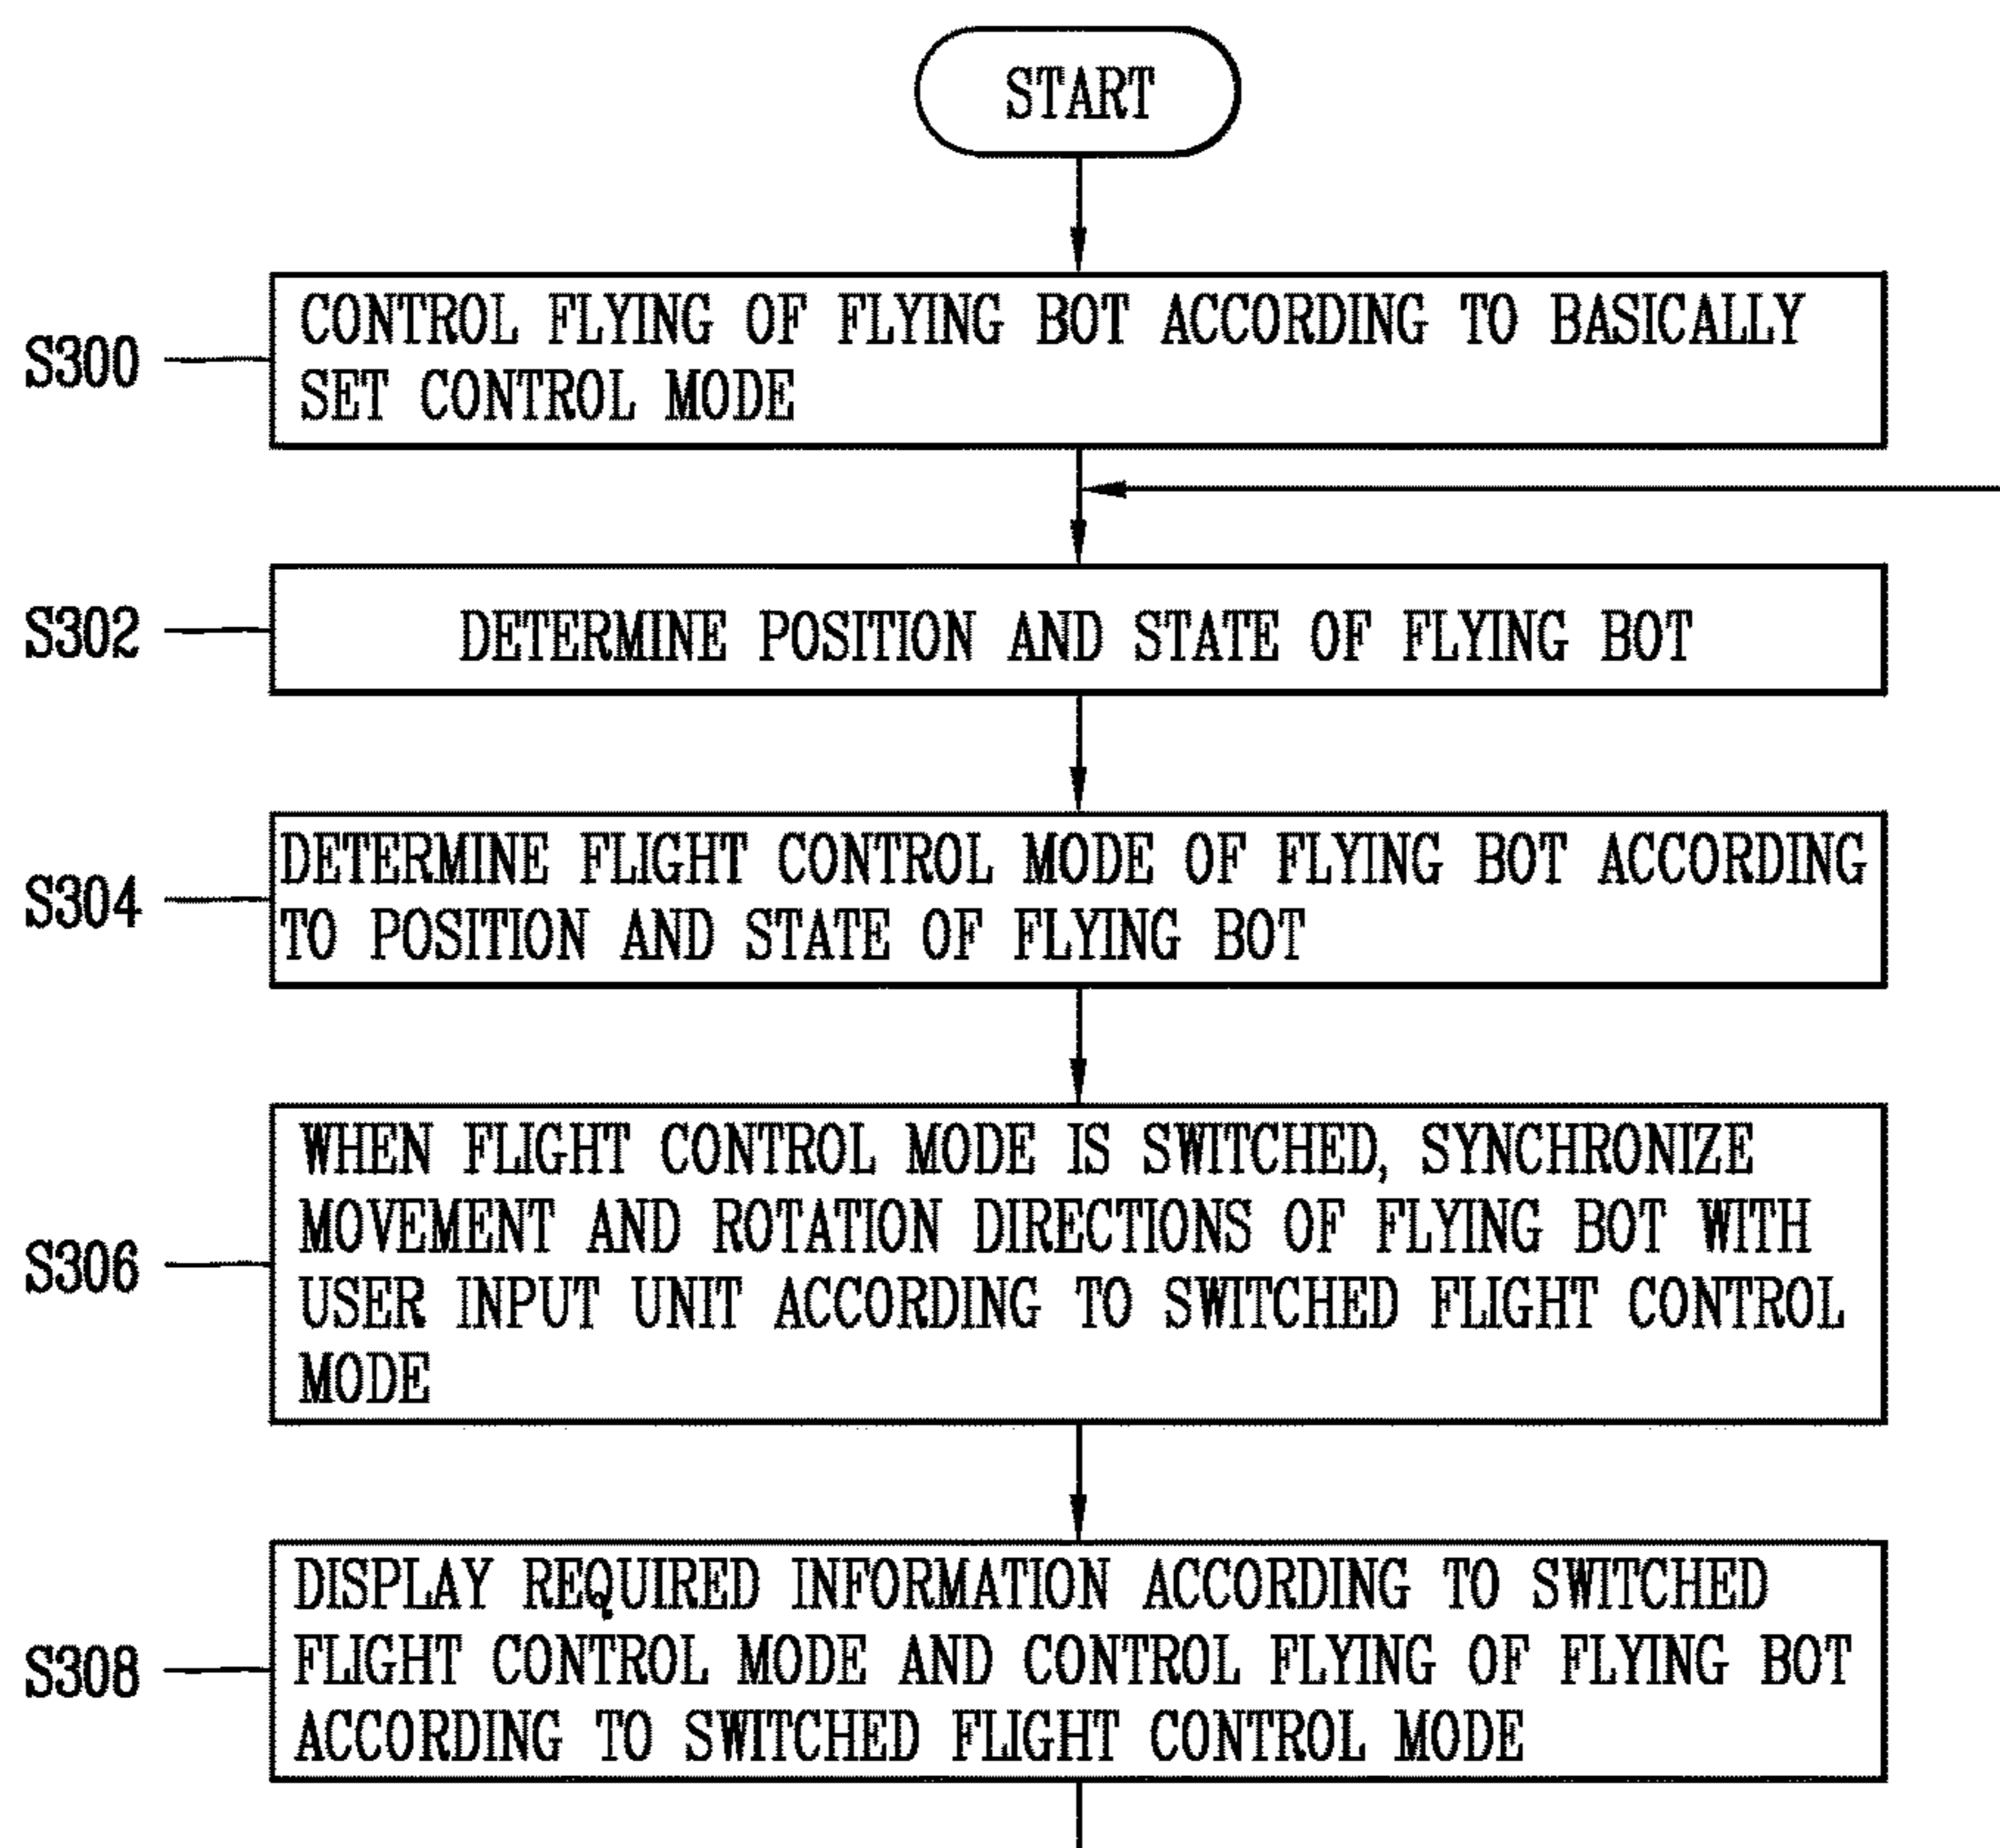 START
S300
CONTROL FLYING OF FLYING BOT ACCORDING TO BASICALLY
SET CONTROL MODE
S302
DETERMINE POSITION AND STATE OF FLYING BOT
S304
DETERMINE FLIGHT CONTROL MODE OF FLYING BOT ACCORDING
TO POSITION AND STATE OF FLYING BOT
S306
WHEN FLIGHT CONTROL MODE IS SWITCHED, SYNCHRONIZE
MOVEMENT AND ROTATION DIRECTIONS OF FLYING BOT WITH
USER INPUT UNIT ACCORDING TO SWITCHED FLIGHT CONTROL
MODE
S308
DISPLAY REQUIRED INFORMATION ACCORDING TO SWITCHED
FLIGHT CONTROL MODE AND CONTROL FLYING OF FLYING BOT
ACCORDING TO SWITCHED FLIGHT CONTROL MODE